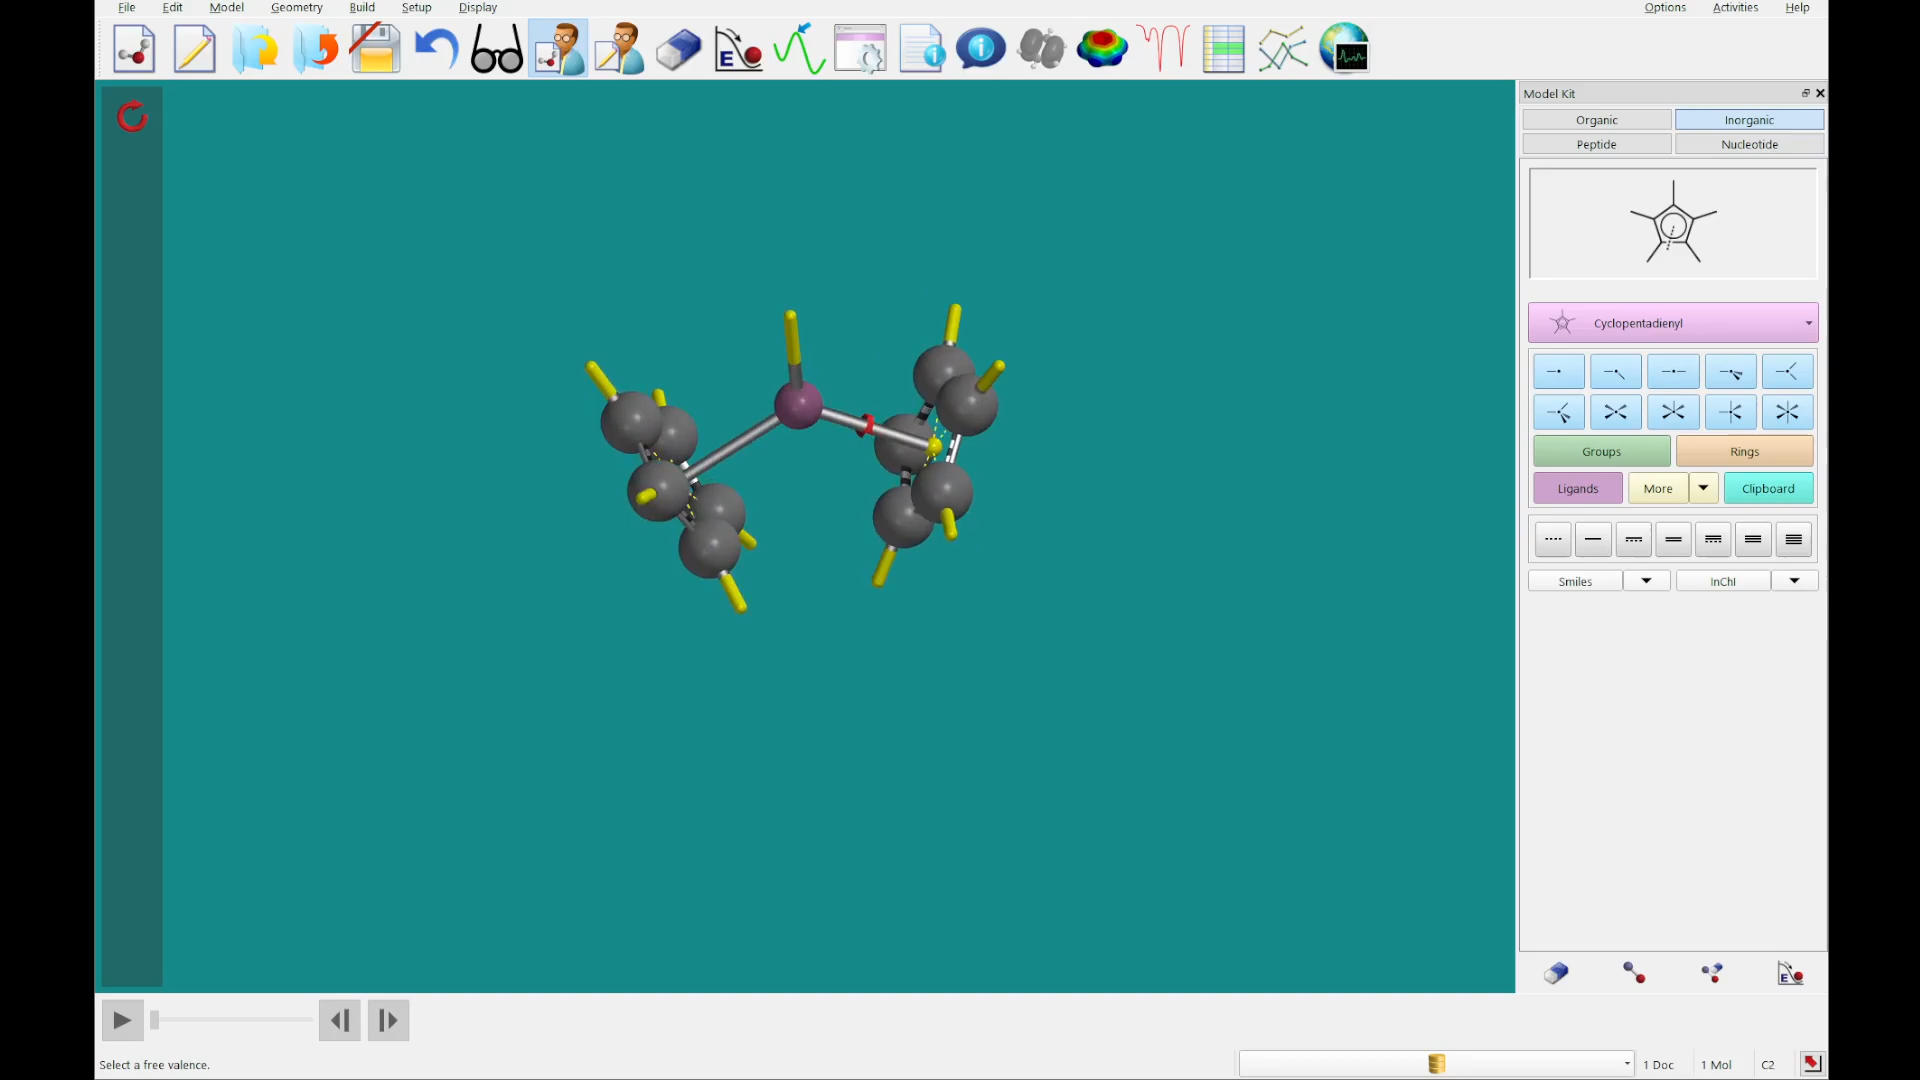 File Edit Model Geometry Build Setup Display Options Activities Help
Model Kit
Organic Inorganic
Peptide Nucleotide
Cyclopentadienyl
Groups Rings
Ligands More Clipboard
Smiles InChI
Select a free valence. 1 Doc 1 Mol C2